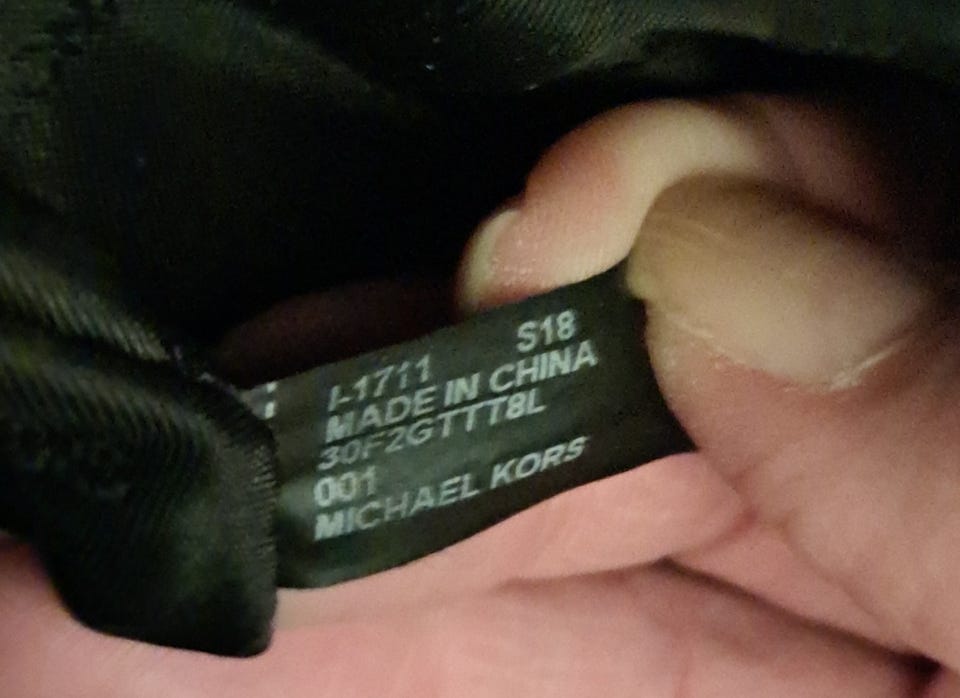 I-1711 S18
MADE IN CHINA
30F2GTTT8L
001
MICHAEL KORS